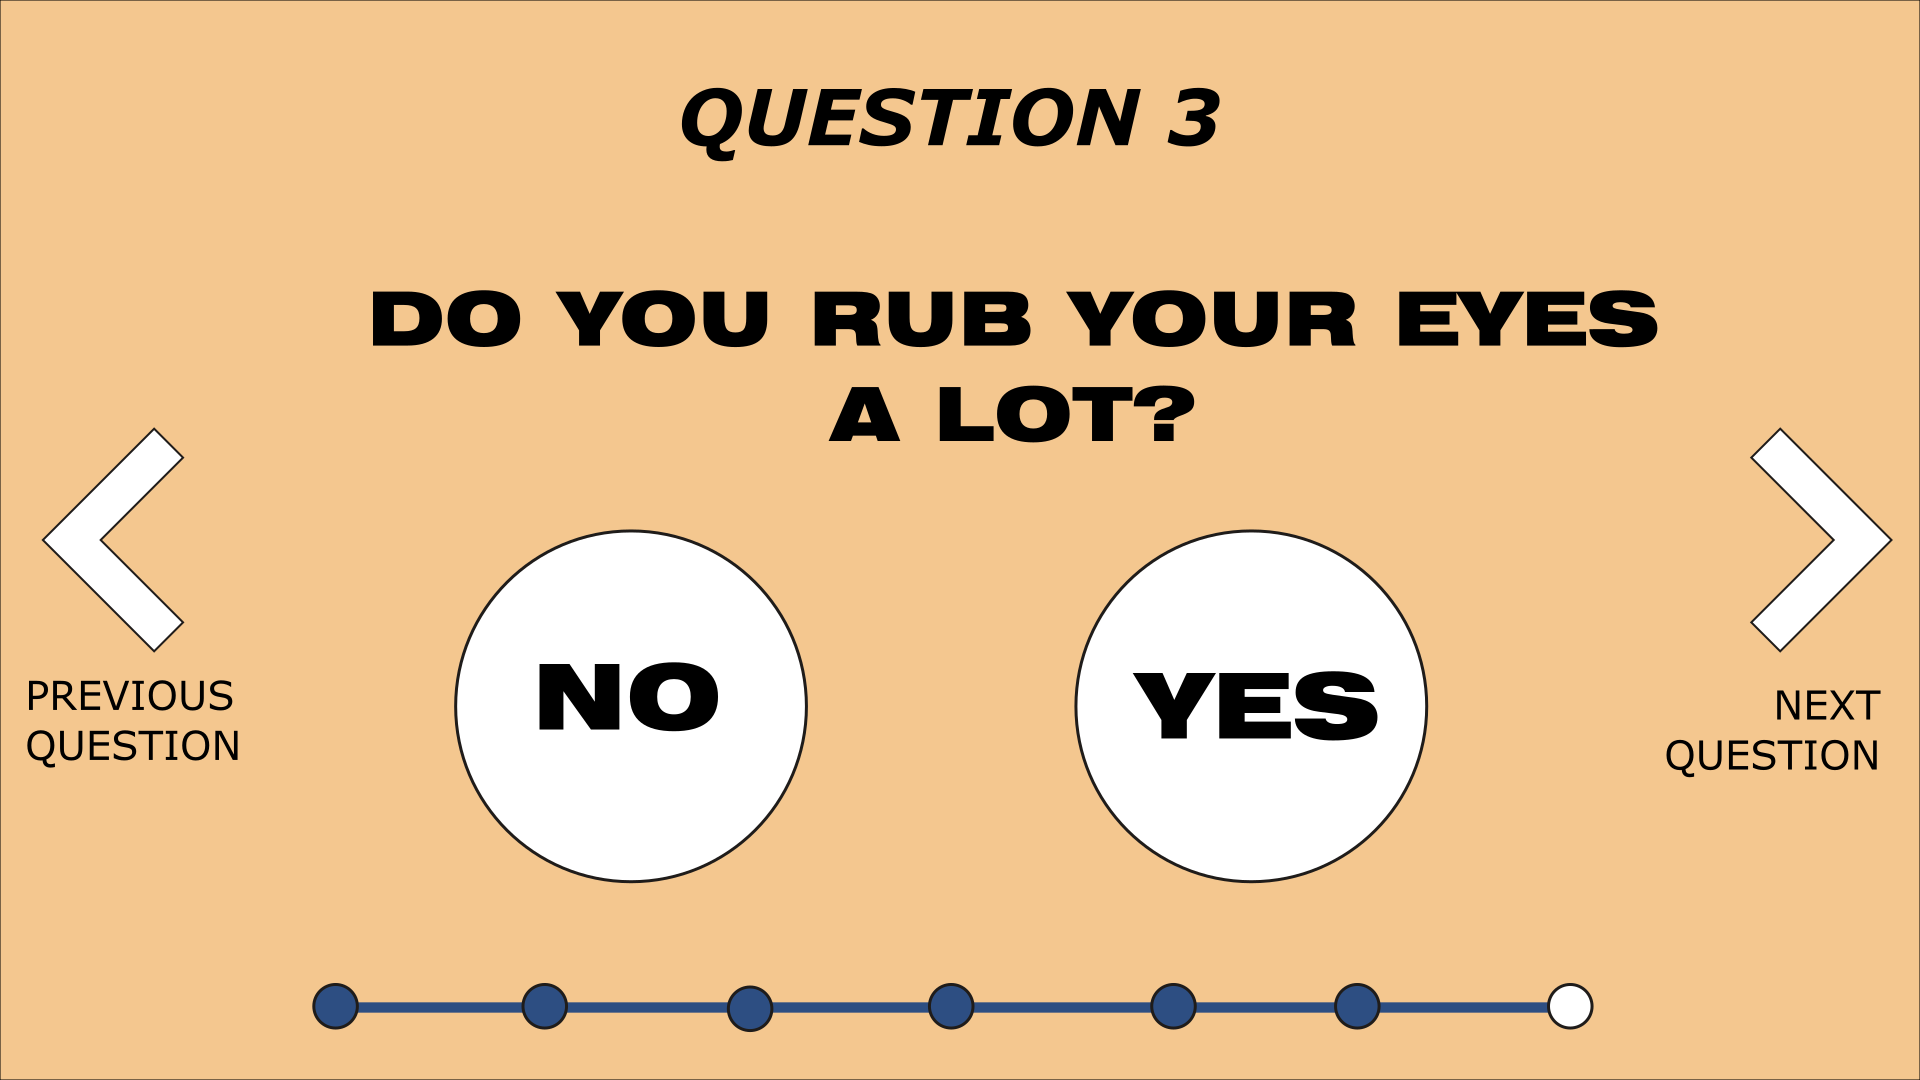 QUESTION 3
DO YOU RUB YOUR EYES
A LOT?
NO
YES
PREVIOUS
QUESTION
NEXT
QUESTION